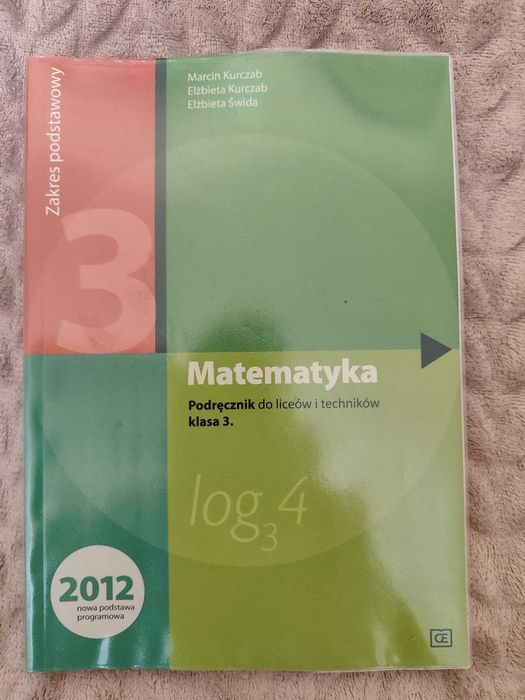 Marcin Kurczab
Elżbieta Kurczab
Elżbieta Świda
Zakres podstawowy
3
Matematyka
Podręcznik do liceów i techników
klasa 3.
log₃ 4
2012
nowa podstawa
programowa
OE